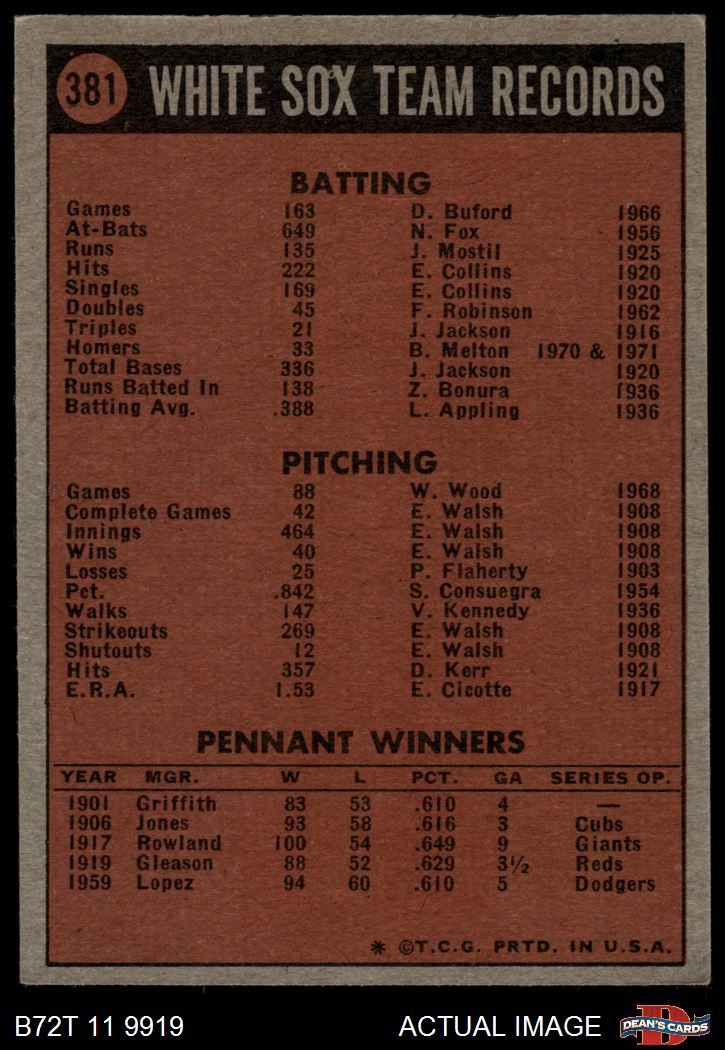 381 WHITE SOX TEAM RECORDS
BATTING
Games 163 D. Buford 1966
At-Bats 649 N. Fox 1956
Runs 135 J. Mostil 1925
Hits 222 E. Collins 1920
Singles 169 E. Collins 1920
Doubles 45 F. Robinson 1962
Triples 21 J. Jackson 1916
Homers 33 B. Melton 1970 & 1971
Total Bases 336 J. Jackson 1920
Runs Batted In 138 Z. Bonura 1936
Batting Avg. .388 L. Appling 1936
PITCHING
Games 88 W. Wood 1968
Complete Games 42 E. Walsh 1908
Innings 464 E. Walsh 1908
Wins 40 E. Walsh 1908
Losses 25 P. Flaherty 1903
Pct. .842 S. Consuegra 1954
Walks 147 V. Kennedy 1936
Strikeouts 269 E. Walsh 1908
Shutouts 12 E. Walsh 1908
Hits 357 D. Kerr 1921
E.R.A. 1.53 E. Cicotte 1917
PENNANT WINNERS
YEAR MGR. W L PCT. GA SERIES OP.
1901 Griffith 83 53 .610 4 —
1906 Jones 93 58 .616 3 Cubs
1917 Rowland 100 54 .649 9 Giants
1919 Gleason 88 52 .629 3½ Reds
1959 Lopez 94 60 .610 5 Dodgers
* ©T.C.G. PRTD. IN U.S.A.
B72T 11 9919 ACTUAL IMAGE D DEAN'S CARDS